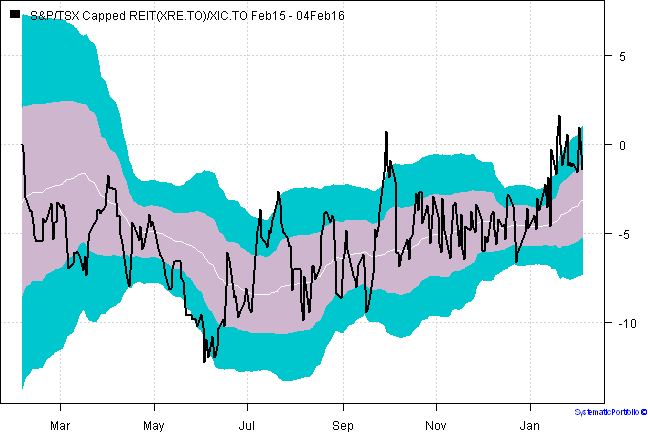 S&P/TSX Capped REIT(XRE.TO)/XIC.TO Feb15 - 04Feb16
5
0
-5
-10
SystematicPortfolio ©
Mar May Jul Sep Nov Jan